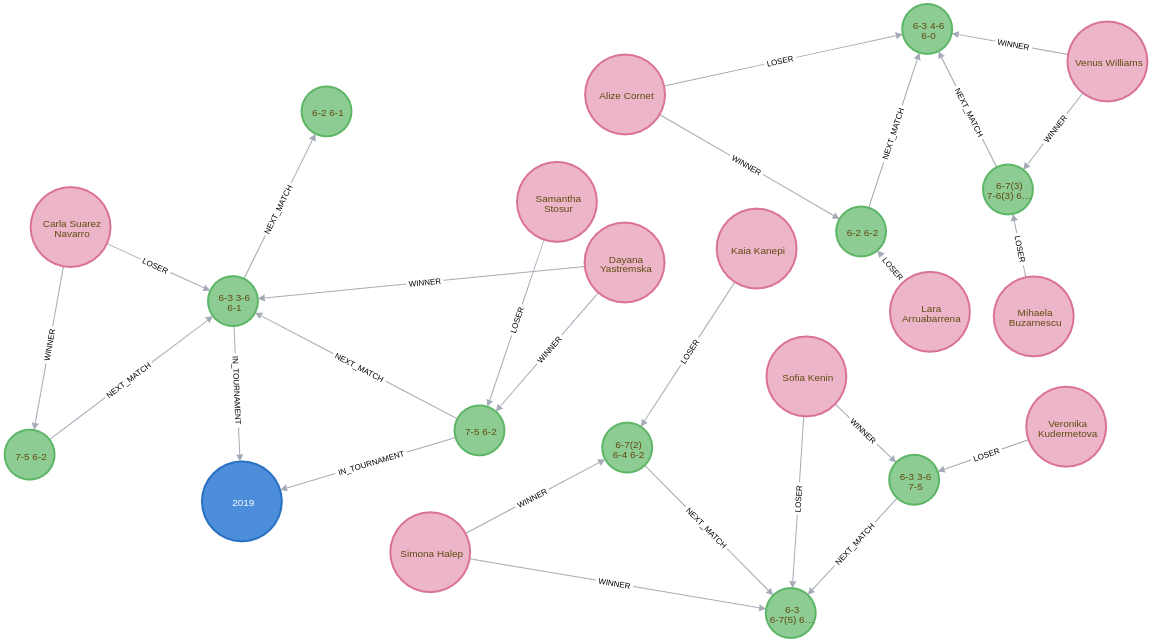 6-3 4-6
6-0
WINNER
Venus Williams
LOSER
Alize Cornet
6-2 6-1
NEXT_MATCH
NEXT_MATCH
WINNER
WINNER
6-7(3)
7-6(3) 6…
Samantha
Stosur
Carla Suarez
Navarro
NEXT_MATCH
6-2 6-2
LOSER
Kaia Kanepi
Dayana
Yastremska
LOSER
LOSER
WINNER
6-3 3-6
6-1
Lara
Arruabarrena
Mihaela
Buzarnescu
LOSER
WINNER
WINNER
LOSER
NEXT_MATCH
NEXT_MATCH
IN_TOURNAMENT
Sofia Kenin
7-5 6-2
7-5 6-2
WINNER
Veronika
Kudermetova
6-7(2)
6-4 6-2
LOSER
IN_TOURNAMENT
6-3 3-6
7-5
2019
WINNER
LOSER
NEXT_MATCH
NEXT_MATCH
Simona Halep
WINNER
6-3
6-7(5) 6…